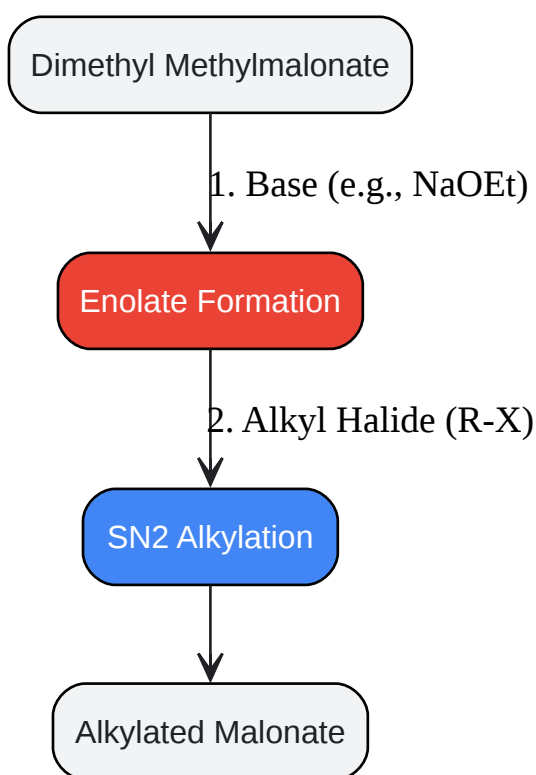 Dimethyl Methylmalonate
1. Base (e.g., NaOEt)
Enolate Formation
2. Alkyl Halide (R-X)
SN2 Alkylation
Alkylated Malonate